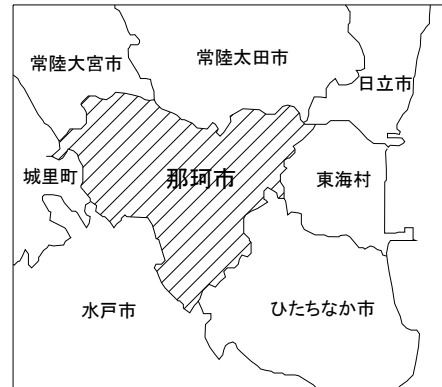 常陸大宮市
常陸太田市
日立市
城里町
那珂市
東海村
水戸市
ひたちなか市